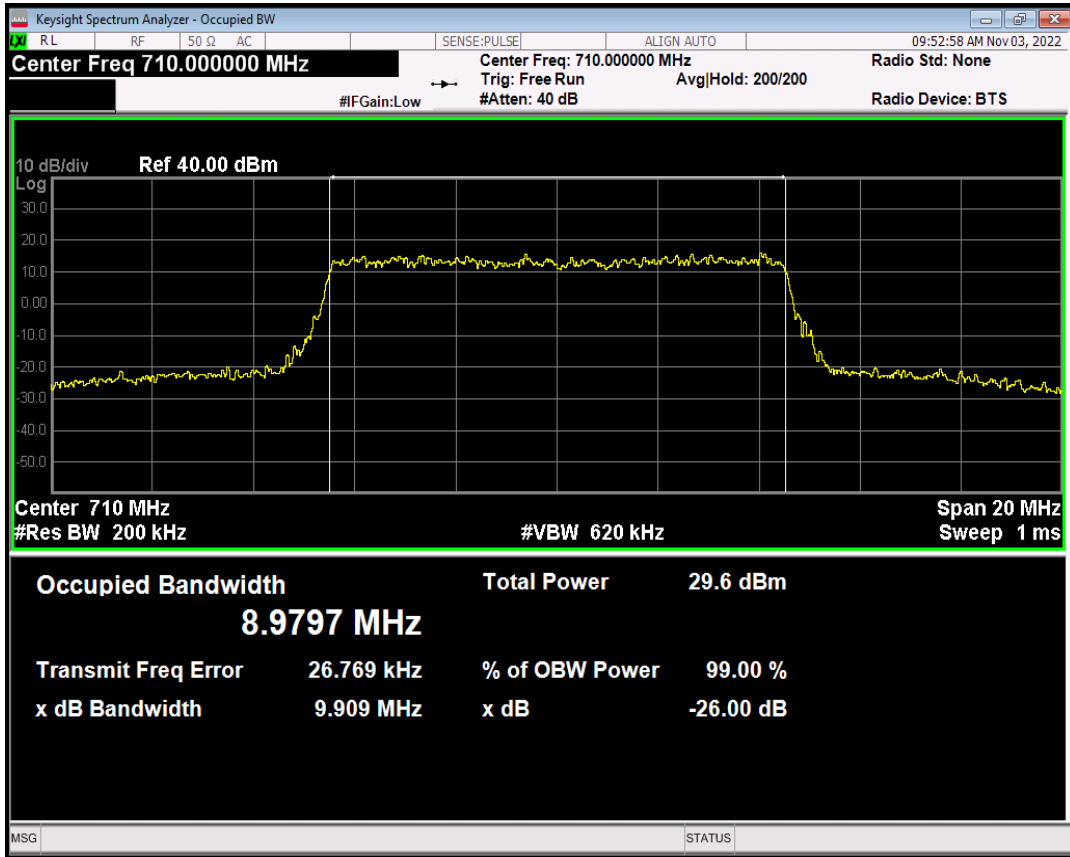 Keysight Spectrum Analyzer - Occupied BW
LXI RL RF 50 Ω AC SENSE:PULSE ALIGN AUTO 09:52:58 AM Nov 03, 2022
Center Freq 710.000000 MHz Center Freq: 710.000000 MHz Radio Std: None
Trig: Free Run Avg|Hold: 200/200
#IFGain:Low #Atten: 40 dB Radio Device: BTS
10 dB/div Ref 40.00 dBm
Log
30.0
20.0
10.0
0.00
-10.0
-20.0
-30.0
-40.0
-50.0
Center 710 MHz Span 20 MHz
#Res BW 200 kHz #VBW 620 kHz Sweep 1 ms
Occupied Bandwidth Total Power 29.6 dBm
8.9797 MHz
Transmit Freq Error 26.769 kHz % of OBW Power 99.00 %
x dB Bandwidth 9.909 MHz x dB -26.00 dB
MSG STATUS